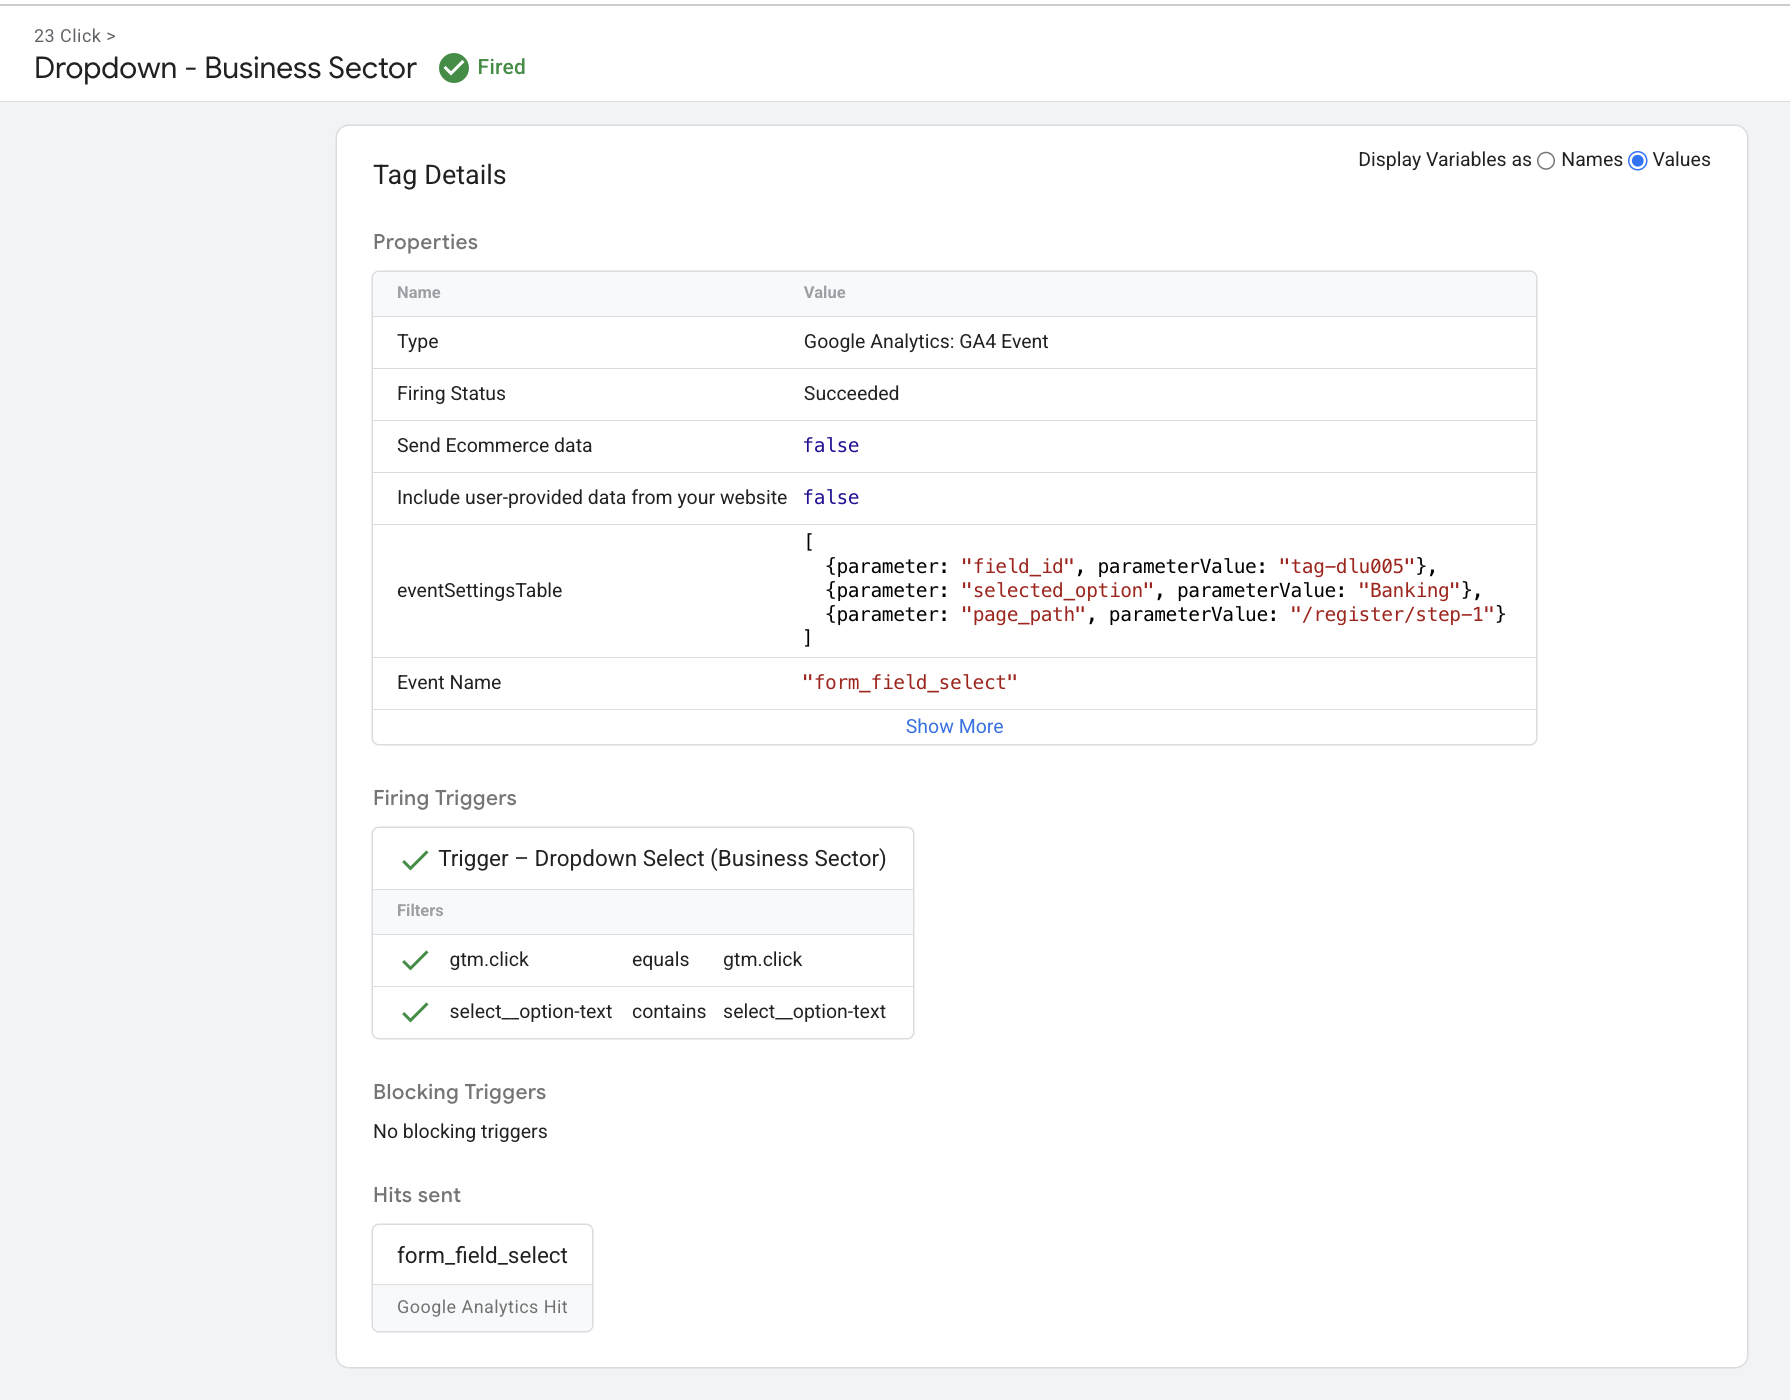 23 Click >
Dropdown - Business Sector Fired
Tag Details
Display Variables as Names Values
Properties
Name Value
Type Google Analytics: GA4 Event
Firing Status Succeeded
Send Ecommerce data false
Include user-provided data from your website false
eventSettingsTable
[
{parameter: "field_id", parameterValue: "tag-dlu005"},
{parameter: "selected_option", parameterValue: "Banking"},
{parameter: "page_path", parameterValue: "/register/step-1"}
]
Event Name "form_field_select"
Show More
Firing Triggers
Trigger – Dropdown Select (Business Sector)
Filters
gtm.click equals gtm.click
select__option-text contains select__option-text
Blocking Triggers
No blocking triggers
Hits sent
form_field_select
Google Analytics Hit